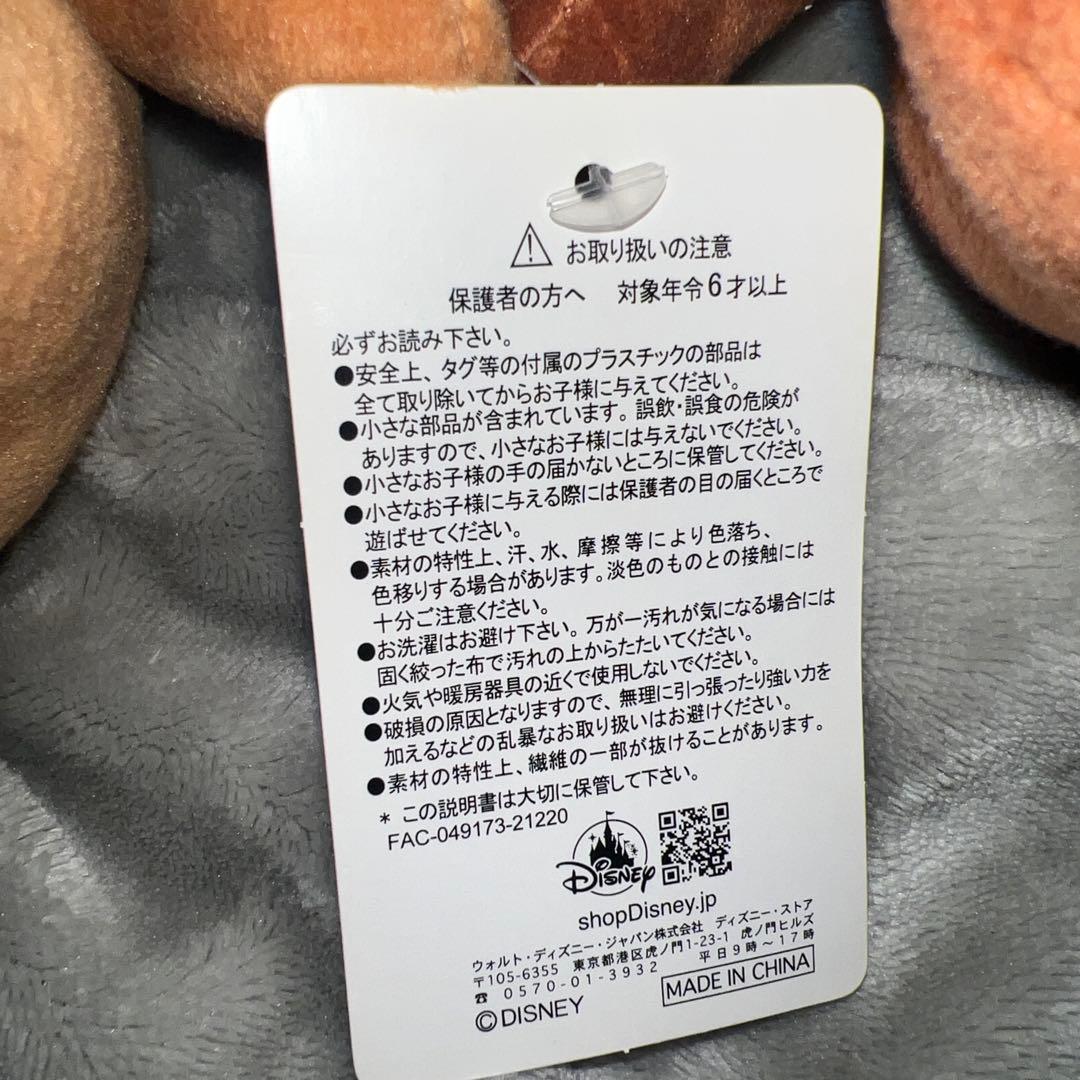 お取り扱いの注意
保護者の方へ 対象年令6才以上
必ずお読み下さい。
●安全上、タグ等の付属のプラスチックの部品は
全て取り除いてからお子様に与えてください。
●小さな部品が含まれています。誤飲・誤食の危険が
ありますので、小さなお子様には与えないでください。
●小さなお子様の手の届かないところに保管してください。
●小さなお子様に与える際には保護者の目の届くところで
遊ばせてください。
●素材の特性上、汗、水、摩擦等により色落ち、
色移りする場合があります。淡色のものとの接触には
十分ご注意ください。
●お洗濯はお避け下さい。万が一汚れが気になる場合には
固く絞った布で汚れの上からたたいてください。
●火気や暖房器具の近くで使用しないでください。
●破損の原因となりますので、無理に引っ張ったり強い力を
加えるなどの乱暴なお取り扱いはお避けください。
●素材の特性上、繊維の一部が抜けることがあります。
* この説明書は大切に保管して下さい。
FAC-049173-21220
DISNEY
shopDisney.jp
ウォルト・ディズニー・ジャパン株式会社 ディズニー・ストア
〒105-6355 東京都港区虎ノ門1-23-1 虎ノ門ヒルズ
☎ 0570-01-3932 平日9時～17時
MADE IN CHINA
©DISNEY